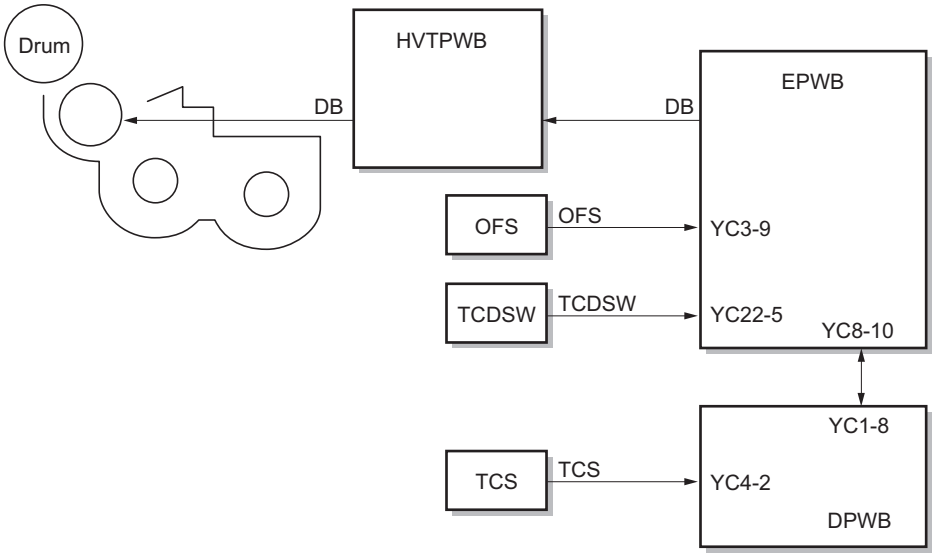 Drum
HVTPWB
EPWB
DB
DB
OFS
OFS
YC3-9
TCDSW
TCDSW
YC22-5
YC8-10
YC1-8
TCS
TCS
YC4-2
DPWB